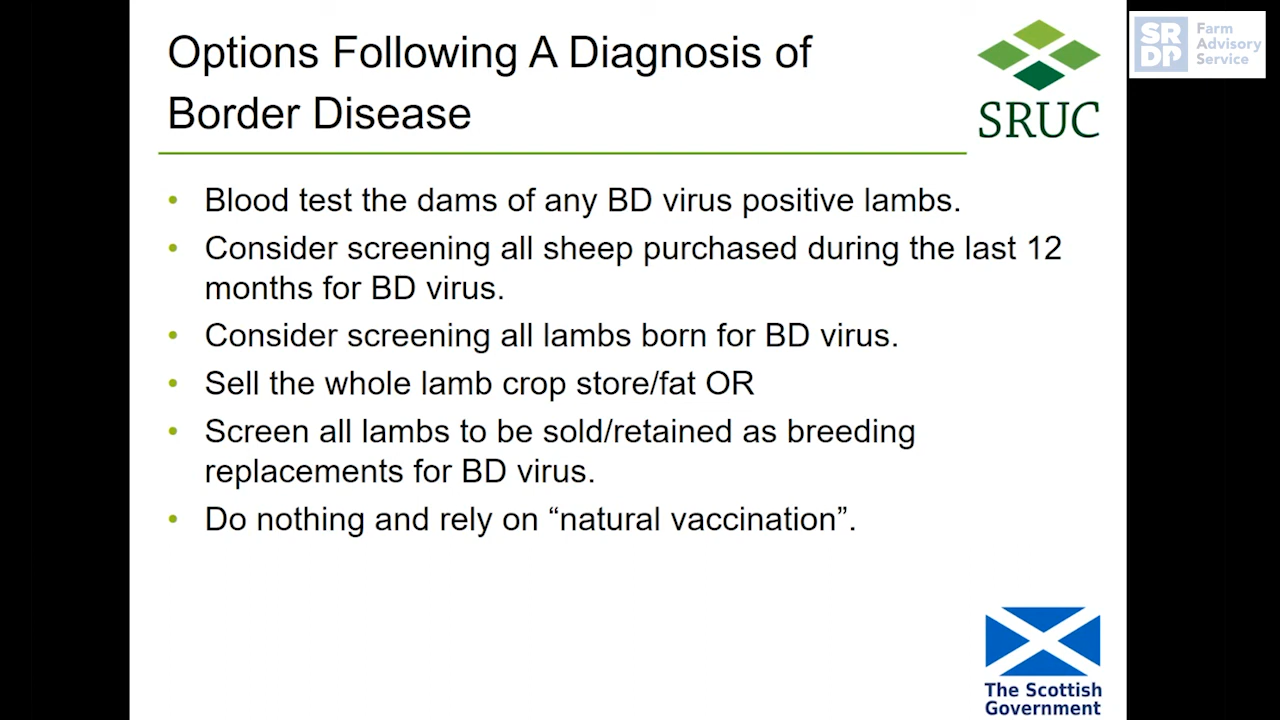 Options Following A Diagnosis of
Border Disease
SRUC
SR
DP
Farm
Advisory
Service
• Blood test the dams of any BD virus positive lambs.
• Consider screening all sheep purchased during the last 12
months for BD virus.
• Consider screening all lambs born for BD virus.
• Sell the whole lamb crop store/fat OR
• Screen all lambs to be sold/retained as breeding
replacements for BD virus.
• Do nothing and rely on “natural vaccination”.
The Scottish
Government